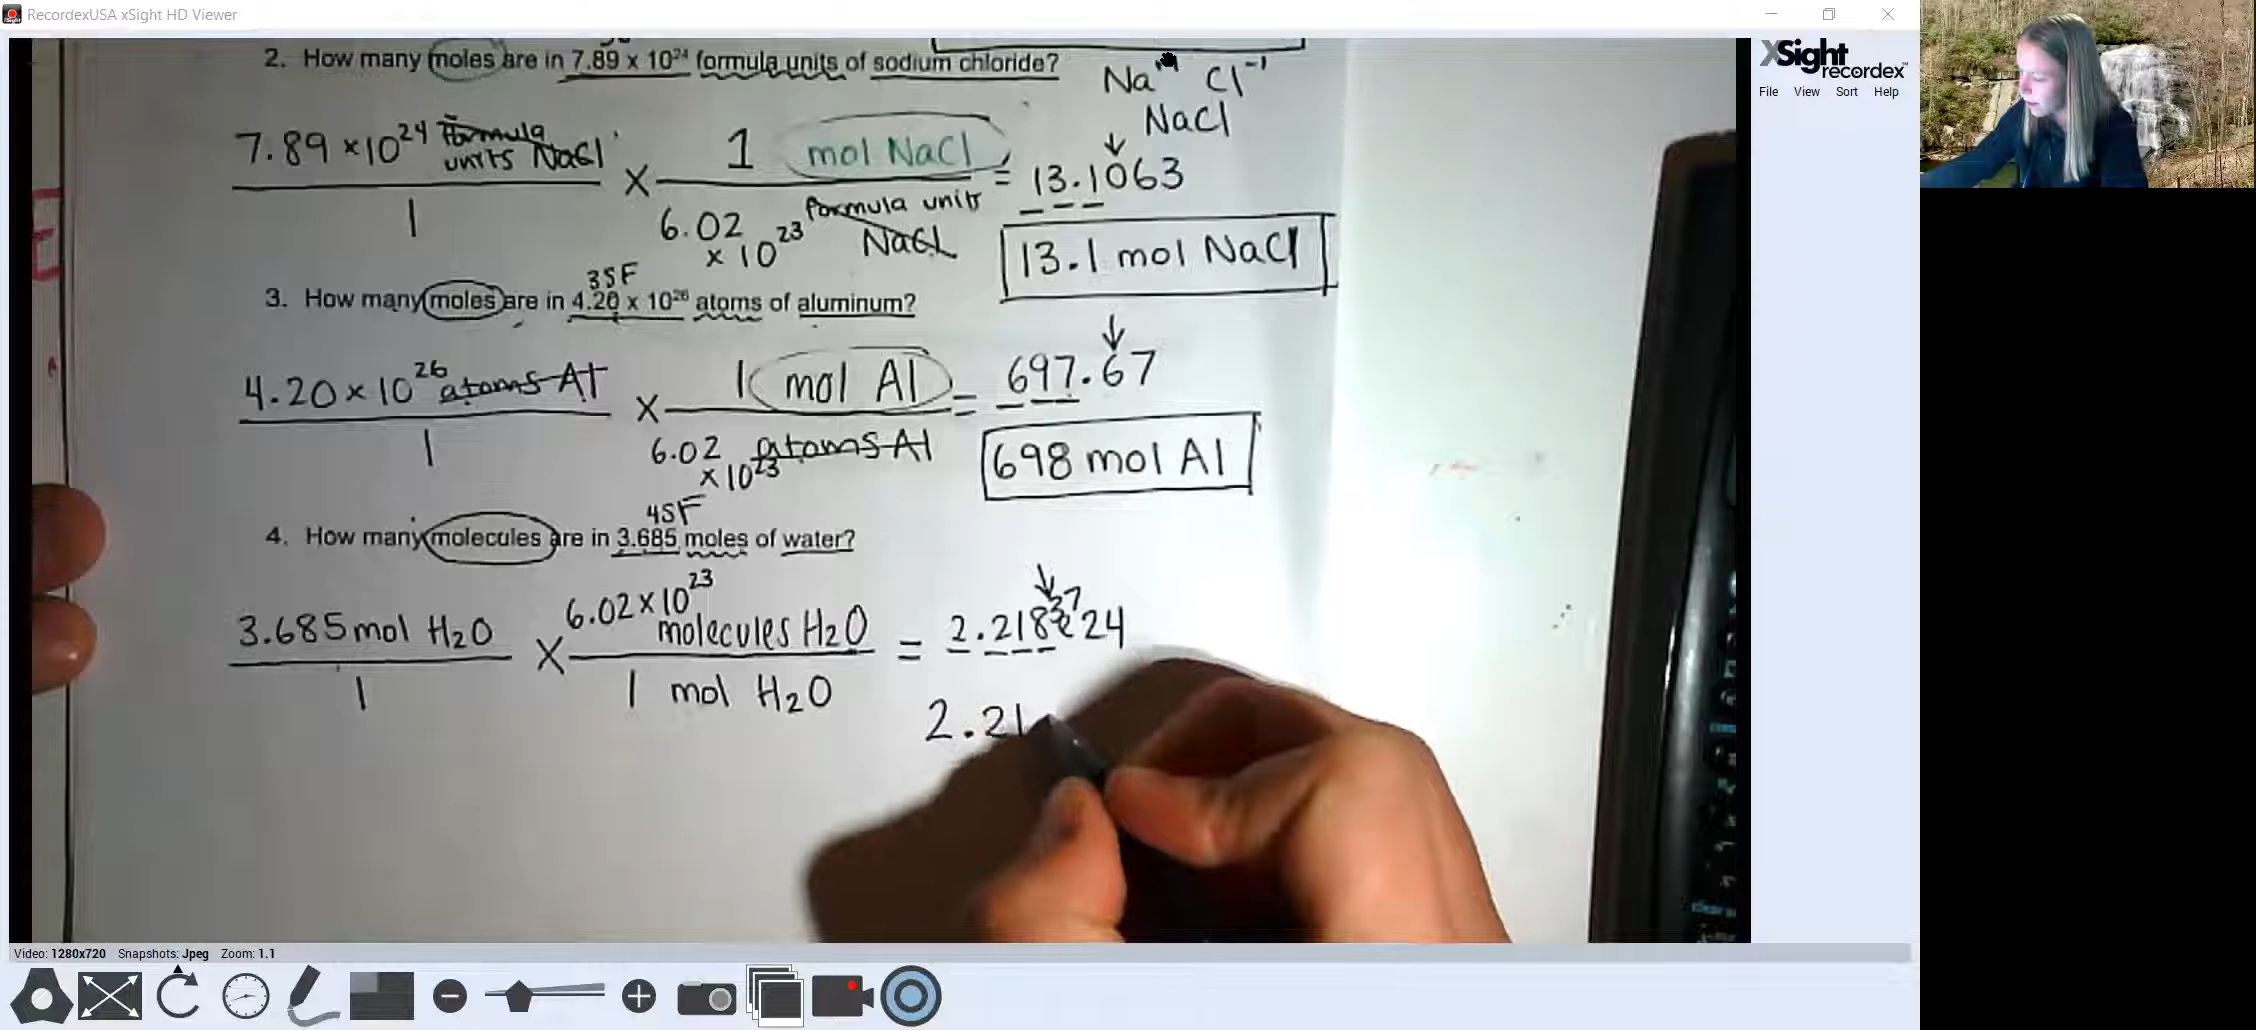 RecordexUSA xSight HD Viewer
XSight
recordex™
File View Sort Help
2. How many moles are in 7.89 x 10²⁴ formula units of sodium chloride?
Cl⁻¹
Na
NaCl
7.89 x 10²⁴ formula units NaCl
1
x
1 mol NaCl
6.02 x 10²³ formula units NaCl
= 13.1063
13.1 mol NaCl
3SF
3. How many moles are in 4.20 x 10²⁶ atoms of aluminum?
4.20 x 10²⁶ atoms Al
1
x
1 mol Al
6.02 x 10²³ atoms Al
= 697.67
698 mol Al
4SF
4. How many molecules are in 3.685 moles of water?
3.685 mol H₂O
1
x
6.02 x 10²³
molecules H₂O
1 mol H₂O
= 2.218 37 24
2.21
Video: 1280x720 Snapshots: Jpeg Zoom: 1.1